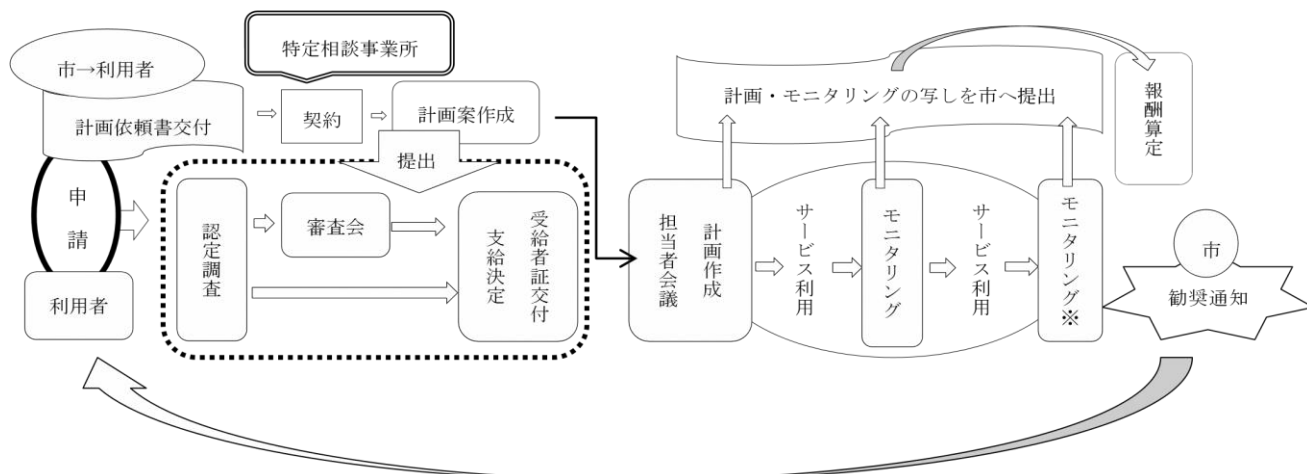 特定相談事業所
市→利用者
計画依頼書交付
契約
計画案作成
提出
申
請
利用者
認定調査
審査会
受給者証交付
支給決定
計画・モニタリングの写しを市へ提出
報酬算定
計画作成
担当者会議
サービス利用
モニタリング
サービス利用
モニタリング※
市
勧奨通知